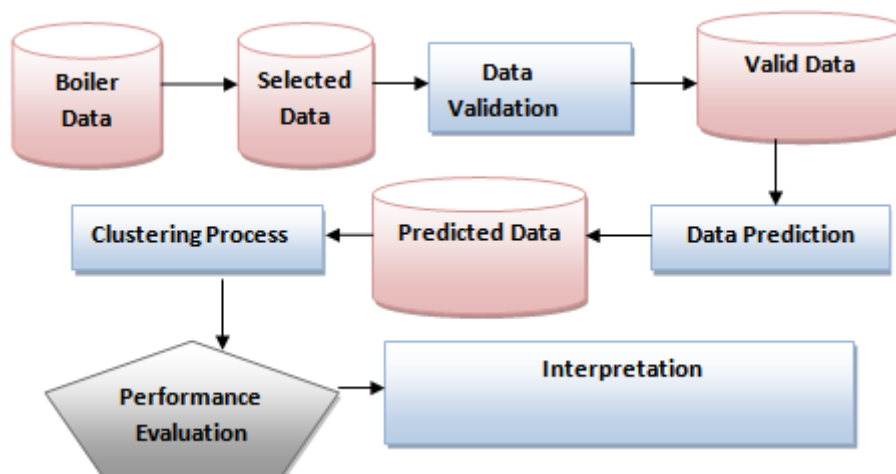 Boiler
Data
Selected
Data
Data
Validation
Valid Data
Clustering Process
Predicted Data
Data Prediction
Performance
Evaluation
Interpretation